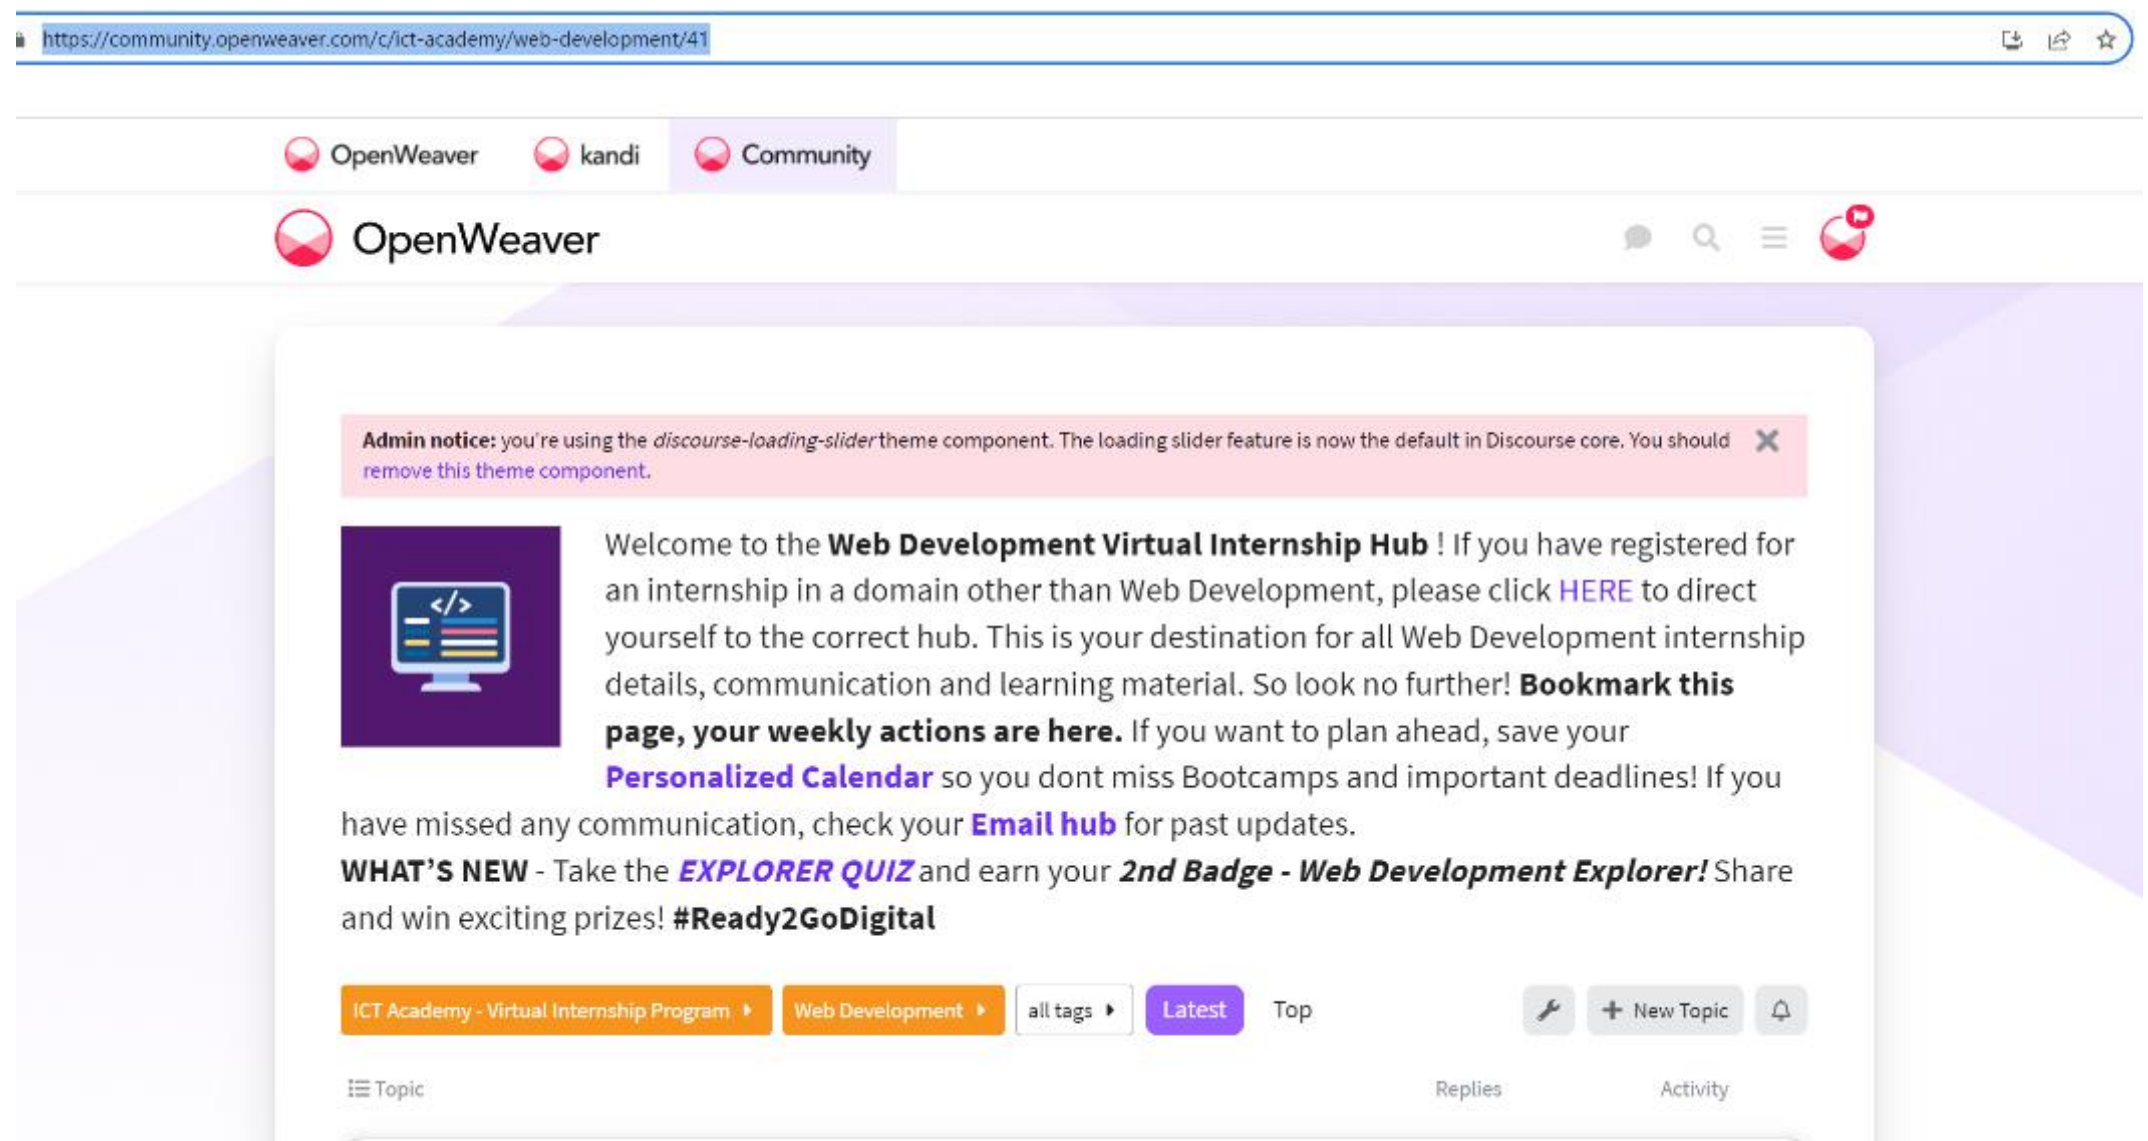 https://community.openweaver.com/c/ict-academy/web-development/41
OpenWeaver kandi Community
OpenWeaver
Admin notice: you're using the discourse-loading-slider theme component. The loading slider feature is now the default in Discourse core. You should
remove this theme component.
</>
Welcome to the Web Development Virtual Internship Hub ! If you have registered for
an internship in a domain other than Web Development, please click HERE to direct
yourself to the correct hub. This is your destination for all Web Development internship
details, communication and learning material. So look no further! Bookmark this
page, your weekly actions are here. If you want to plan ahead, save your
Personalized Calendar so you dont miss Bootcamps and important deadlines! If you
have missed any communication, check your Email hub for past updates.
WHAT'S NEW - Take the EXPLORER QUIZ and earn your 2nd Badge - Web Development Explorer! Share
and win exciting prizes! #Ready2GoDigital
ICT Academy - Virtual Internship Program Web Development all tags Latest Top + New Topic
Topic Replies Activity